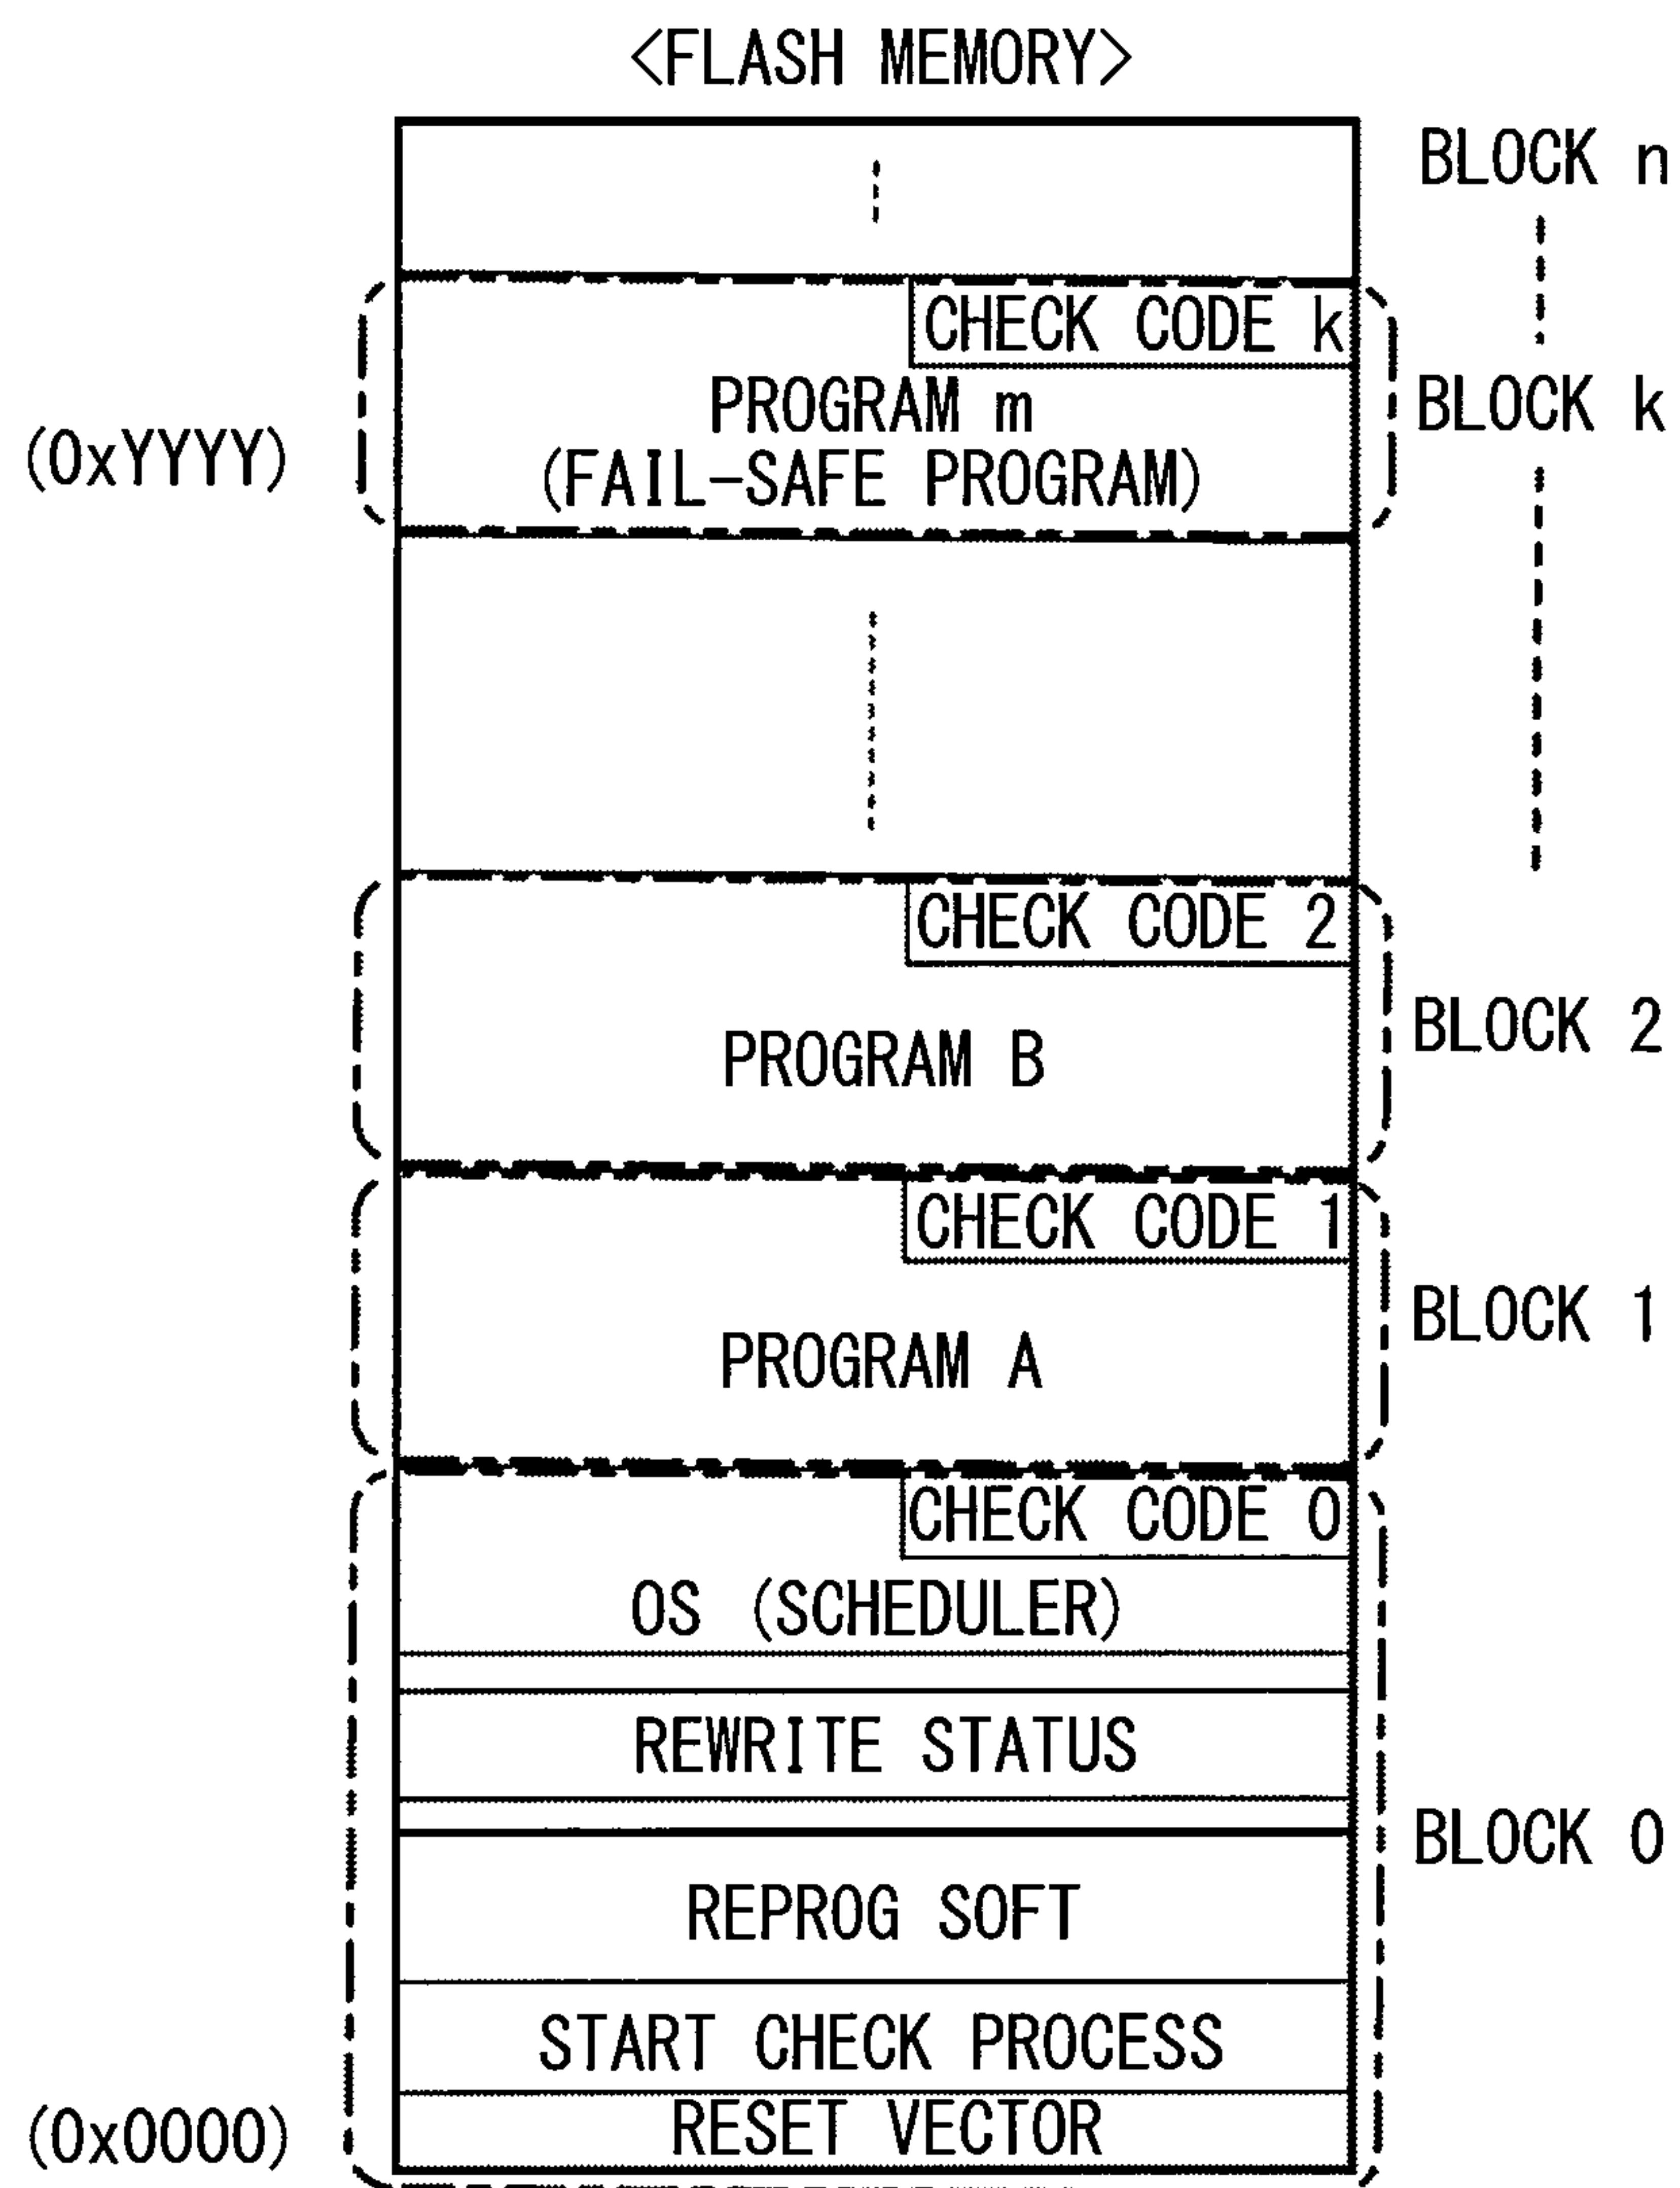 <FLASH MEMORY>
BLOCK n
CHECK CODE k
PROGRAM m
(FAIL-SAFE PROGRAM)
BLOCK k
(0xYYYY)
CHECK CODE 2
PROGRAM B
BLOCK 2
CHECK CODE 1
PROGRAM A
BLOCK 1
CHECK CODE 0
OS (SCHEDULER)
REWRITE STATUS
BLOCK 0
REPROG SOFT
START CHECK PROCESS
RESET VECTOR
(0x0000)